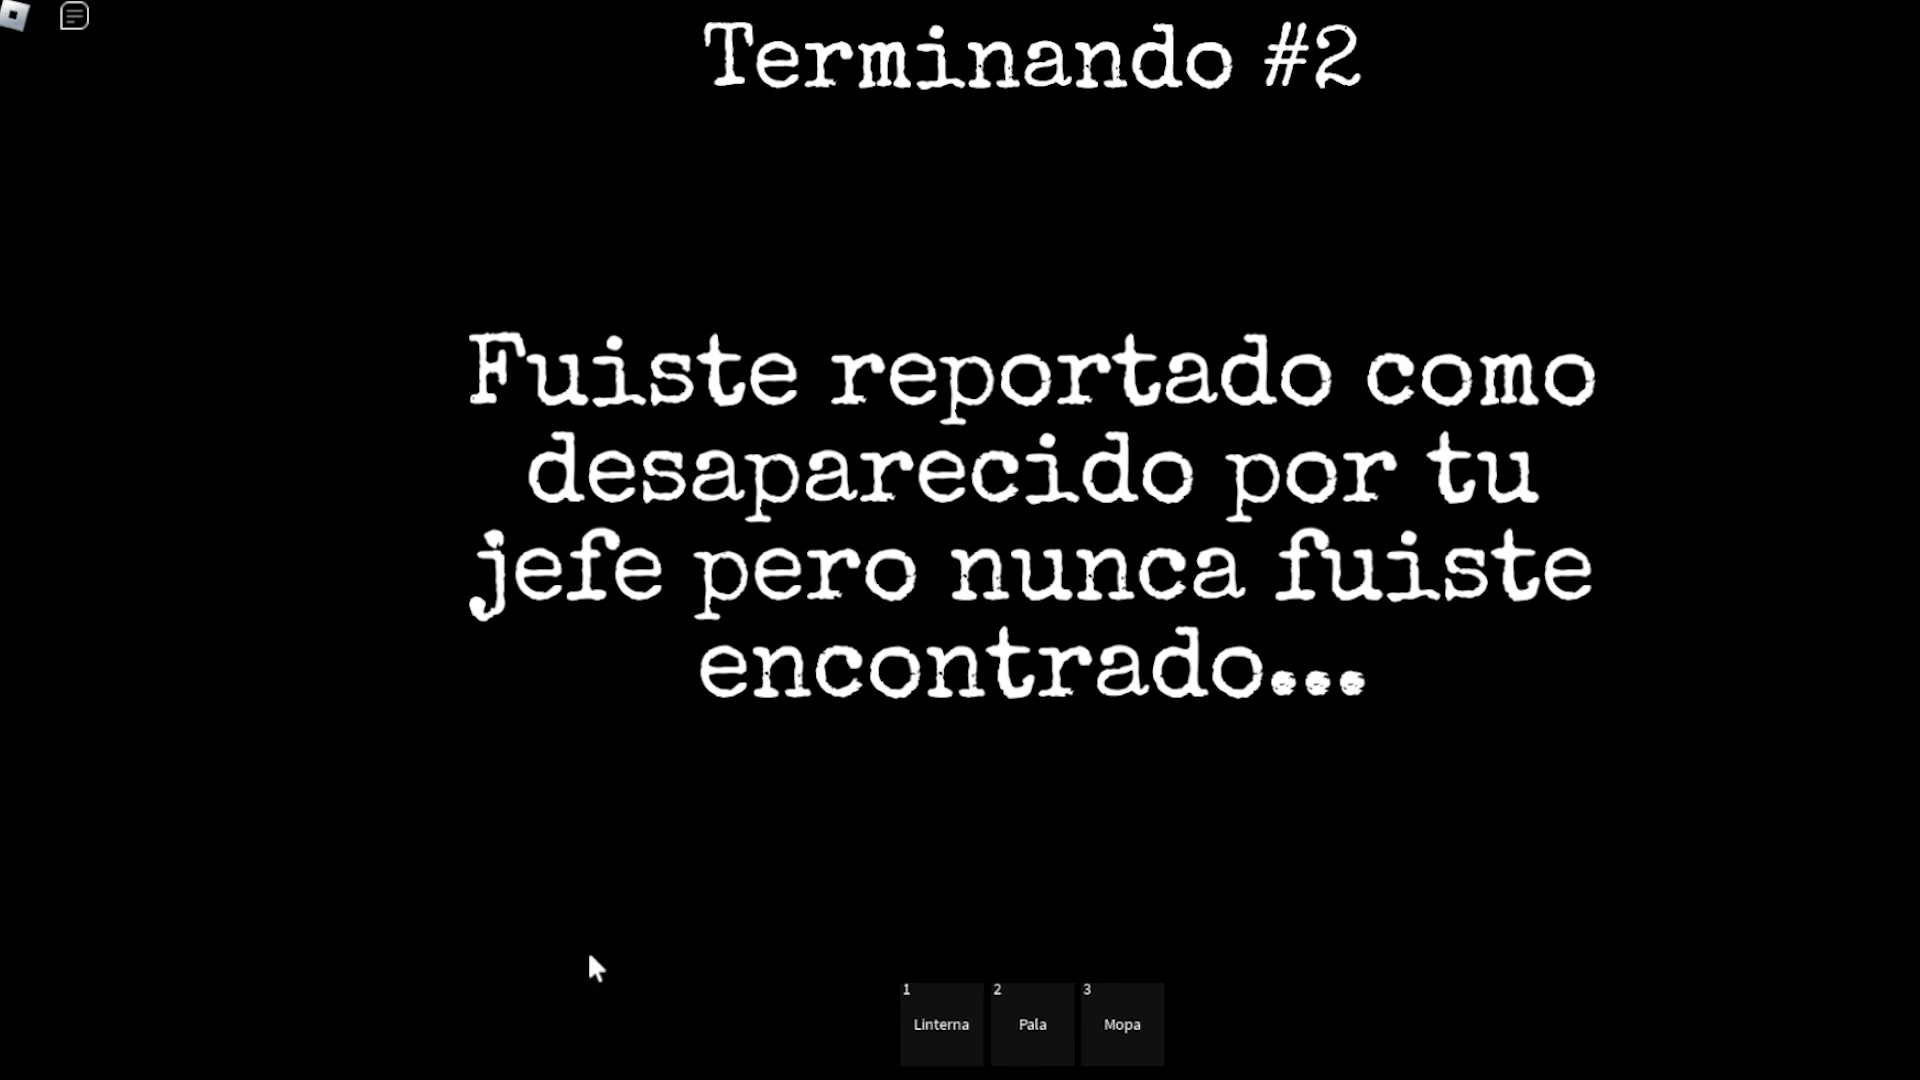 Terminando #2
Fuiste reportado como
desaparecido por tu
jefe pero nunca fuiste
encontrado...
1 2 3
Linterna Pala Mopa